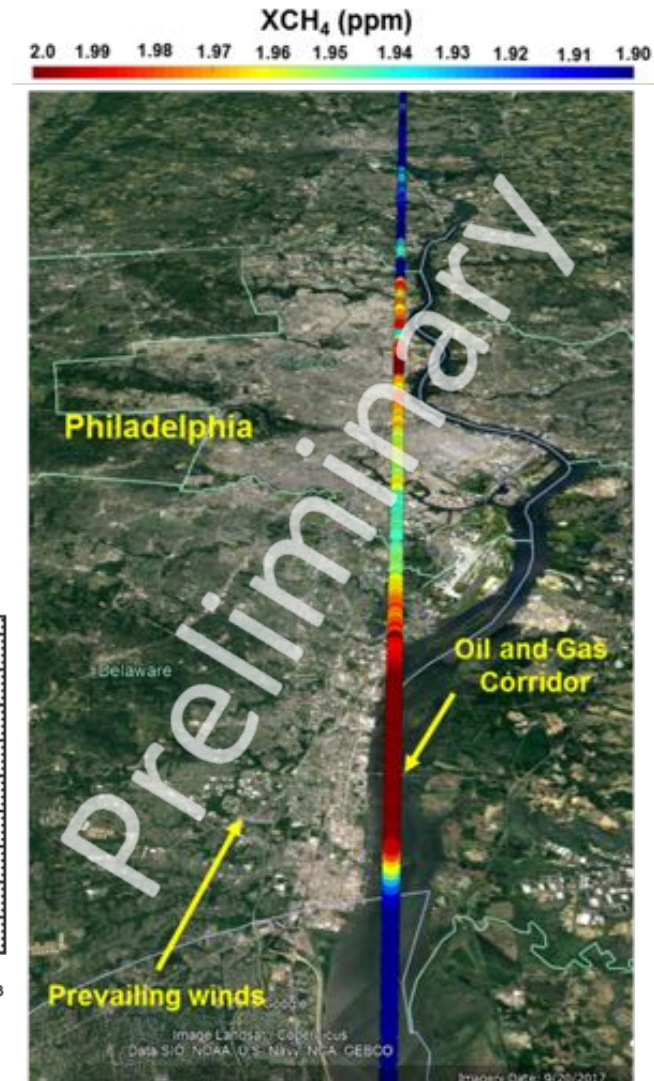 XCH₄ (ppm)
2.0 1.99 1.98 1.97 1.96 1.95 1.94 1.93 1.92 1.91 1.90
Preliminary
Philadelphia
Belaware
Oil and Gas
Corridor
Prevailing winds
Image Landsat / Copernicus
Data SIO, NOAA, U.S. Navy, NGA, GEBCO
Imagery Date: 9/20/2017
3